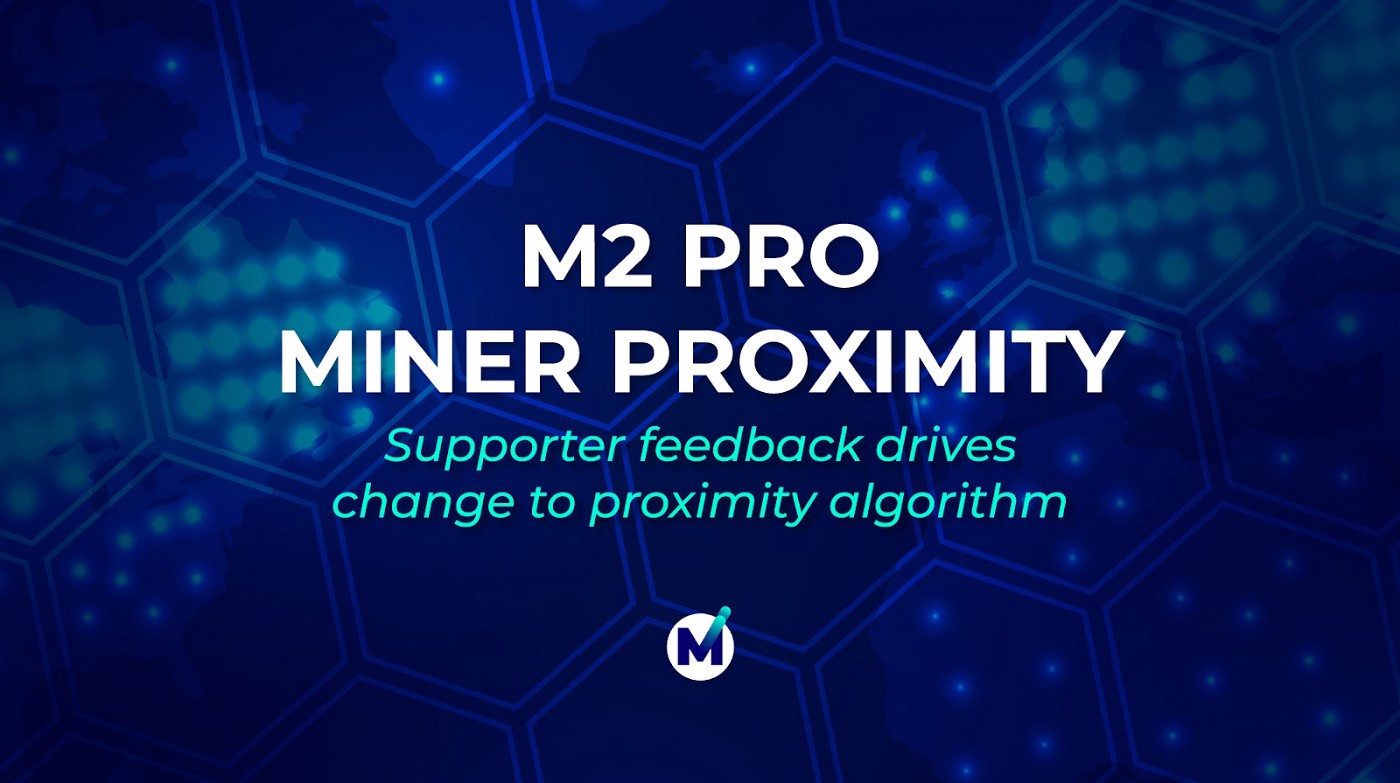 M2 PRO
MINER PROXIMITY
Supporter feedback drives
change to proximity algorithm
M